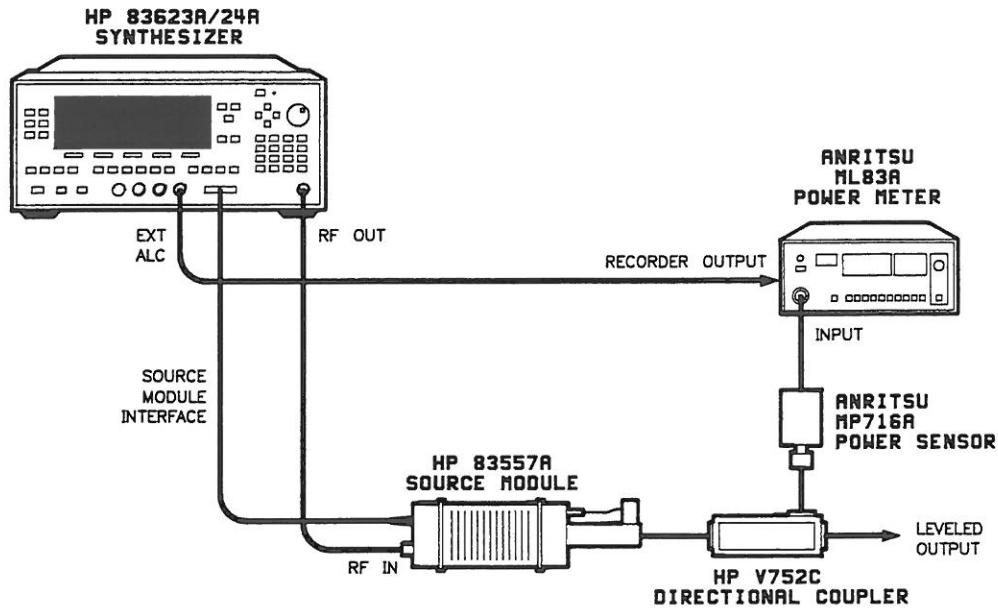 HP 83623A/24A
SYNTHESIZER
ANRITSU
ML83A
POWER METER
EXT
ALC
RF OUT
RECORDER OUTPUT
INPUT
SOURCE
MODULE
INTERFACE
ANRITSU
MP716A
POWER SENSOR
HP 83557A
SOURCE MODULE
RF IN
LEVELED
OUTPUT
HP V752C
DIRECTIONAL COUPLER